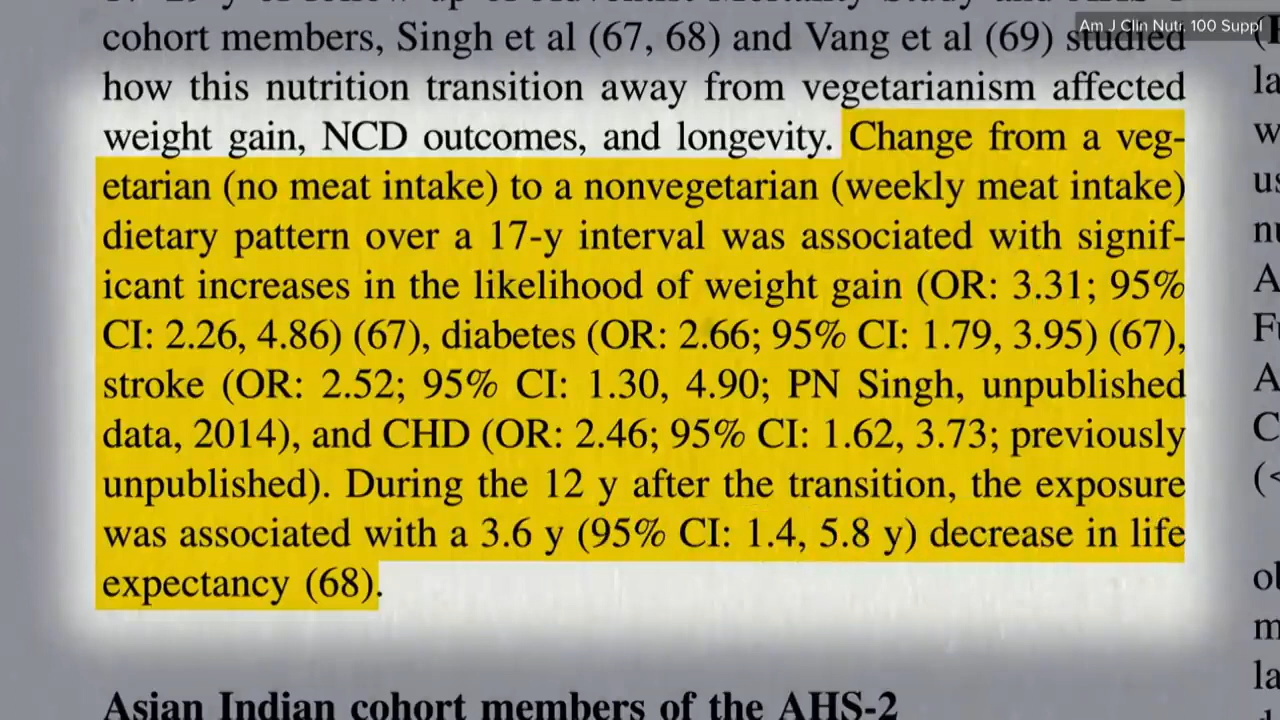 Am J Clin Nutr. 100 Suppl
cohort members, Singh et al (67, 68) and Vang et al (69) studied
how this nutrition transition away from vegetarianism affected
weight gain, NCD outcomes, and longevity. Change from a veg-
etarian (no meat intake) to a nonvegetarian (weekly meat intake)
dietary pattern over a 17-y interval was associated with signif-
icant increases in the likelihood of weight gain (OR: 3.31; 95%
CI: 2.26, 4.86) (67), diabetes (OR: 2.66; 95% CI: 1.79, 3.95) (67),
stroke (OR: 2.52; 95% CI: 1.30, 4.90; PN Singh, unpublished
data, 2014), and CHD (OR: 2.46; 95% CI: 1.62, 3.73; previously
unpublished). During the 12 y after the transition, the exposure
was associated with a 3.6 y (95% CI: 1.4, 5.8 y) decrease in life
expectancy (68).
Asian Indian cohort members of the AHS-2